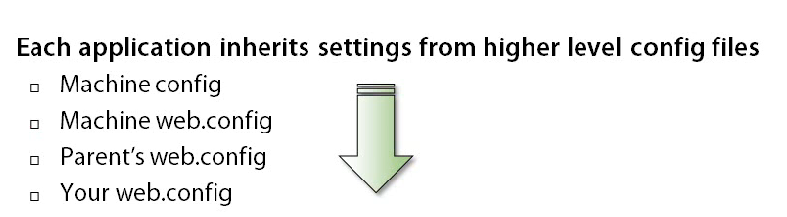 Each application inherits settings from higher level config files
Machine config
Machine web.config
Parent's web.config
Your web.config